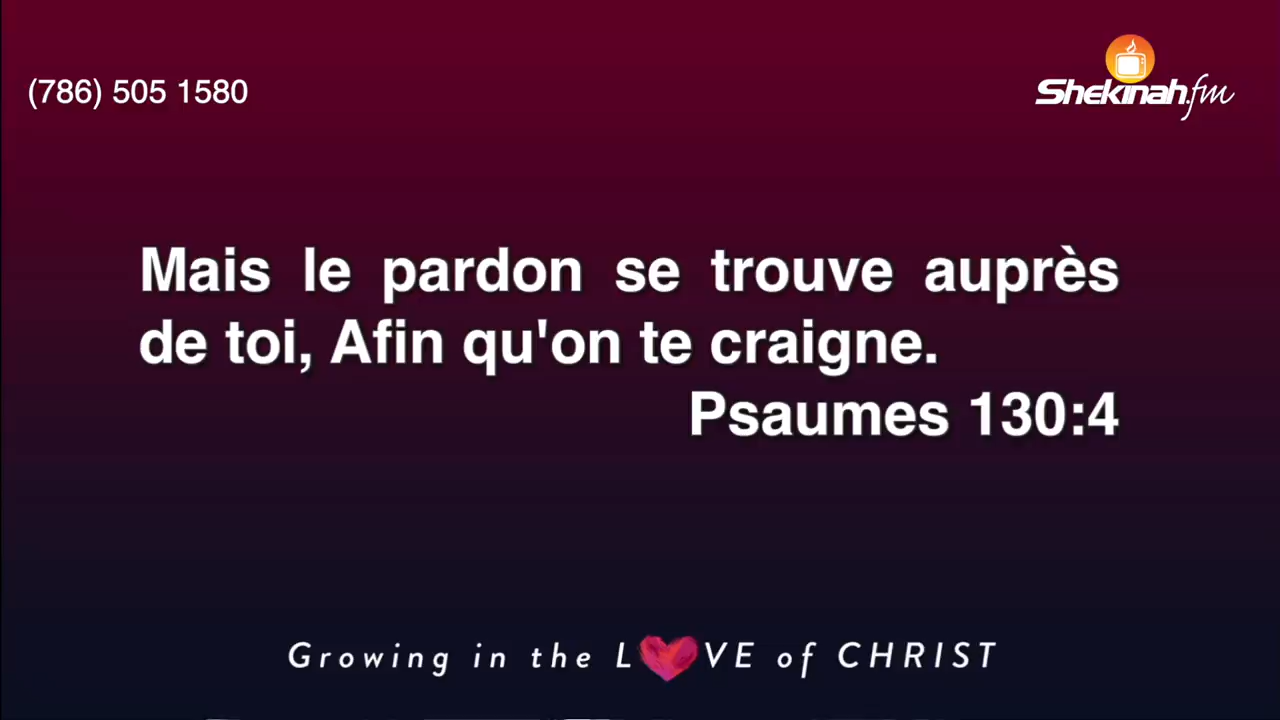 (786) 505 1580
Shekinah.fm
Mais le pardon se trouve auprès
de toi, Afin qu'on te craigne.
Psaumes 130:4
Growing in the L VE of CHRIST